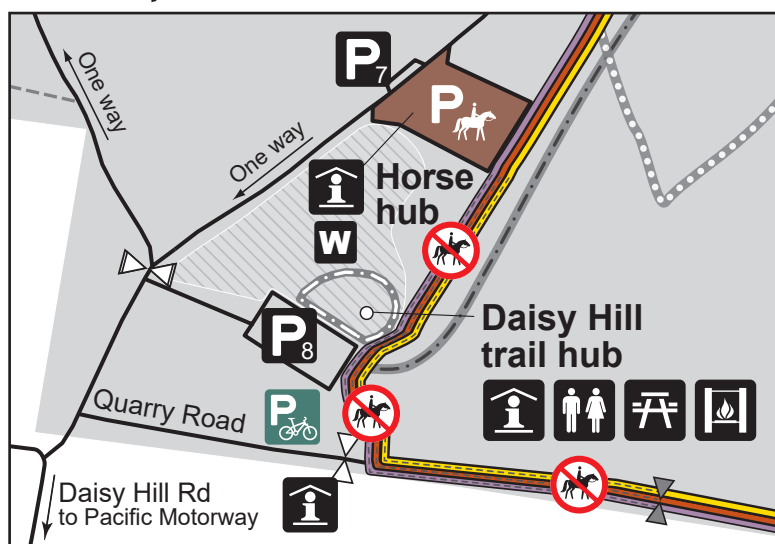 One way
P7
P
One way
Horse
hub
W
Daisy Hill
trail hub
P8
Quarry Road
P
Daisy Hill Rd
to Pacific Motorway